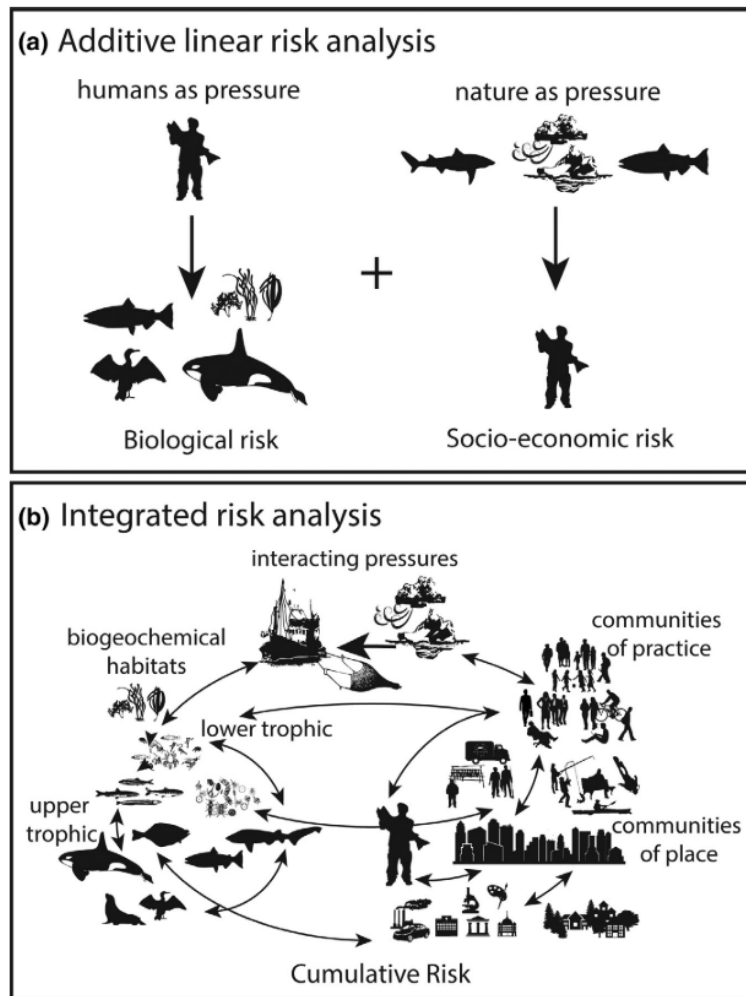 (a) Additive linear risk analysis
humans as pressure
nature as pressure
+
Biological risk
Socio-economic risk
(b) Integrated risk analysis
interacting pressures
biogeochemical
habitats
communities
of practice
lower trophic
upper
trophic
communities
of place
Cumulative Risk